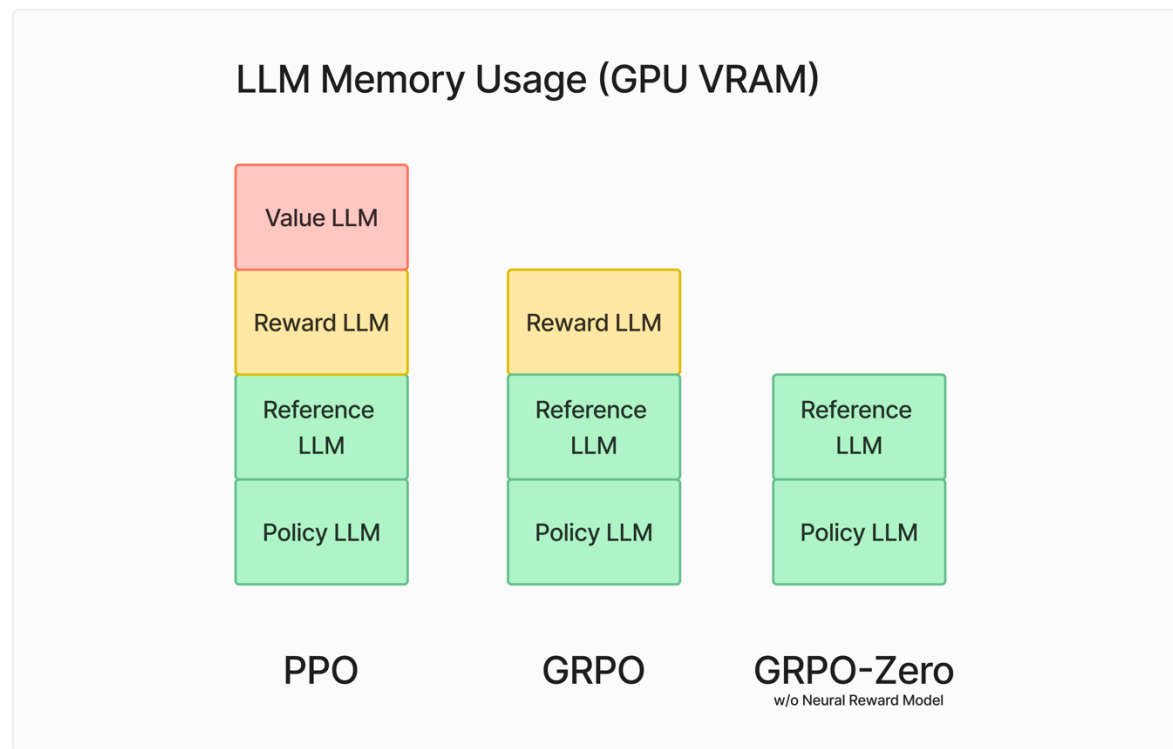 LLM Memory Usage (GPU VRAM)
Value LLM
Reward LLM
Reference
LLM
Policy LLM
PPO
Reward LLM
Reference
LLM
Policy LLM
GRPO
Reference
LLM
Policy LLM
GRPO-Zero
w/o Neural Reward Model